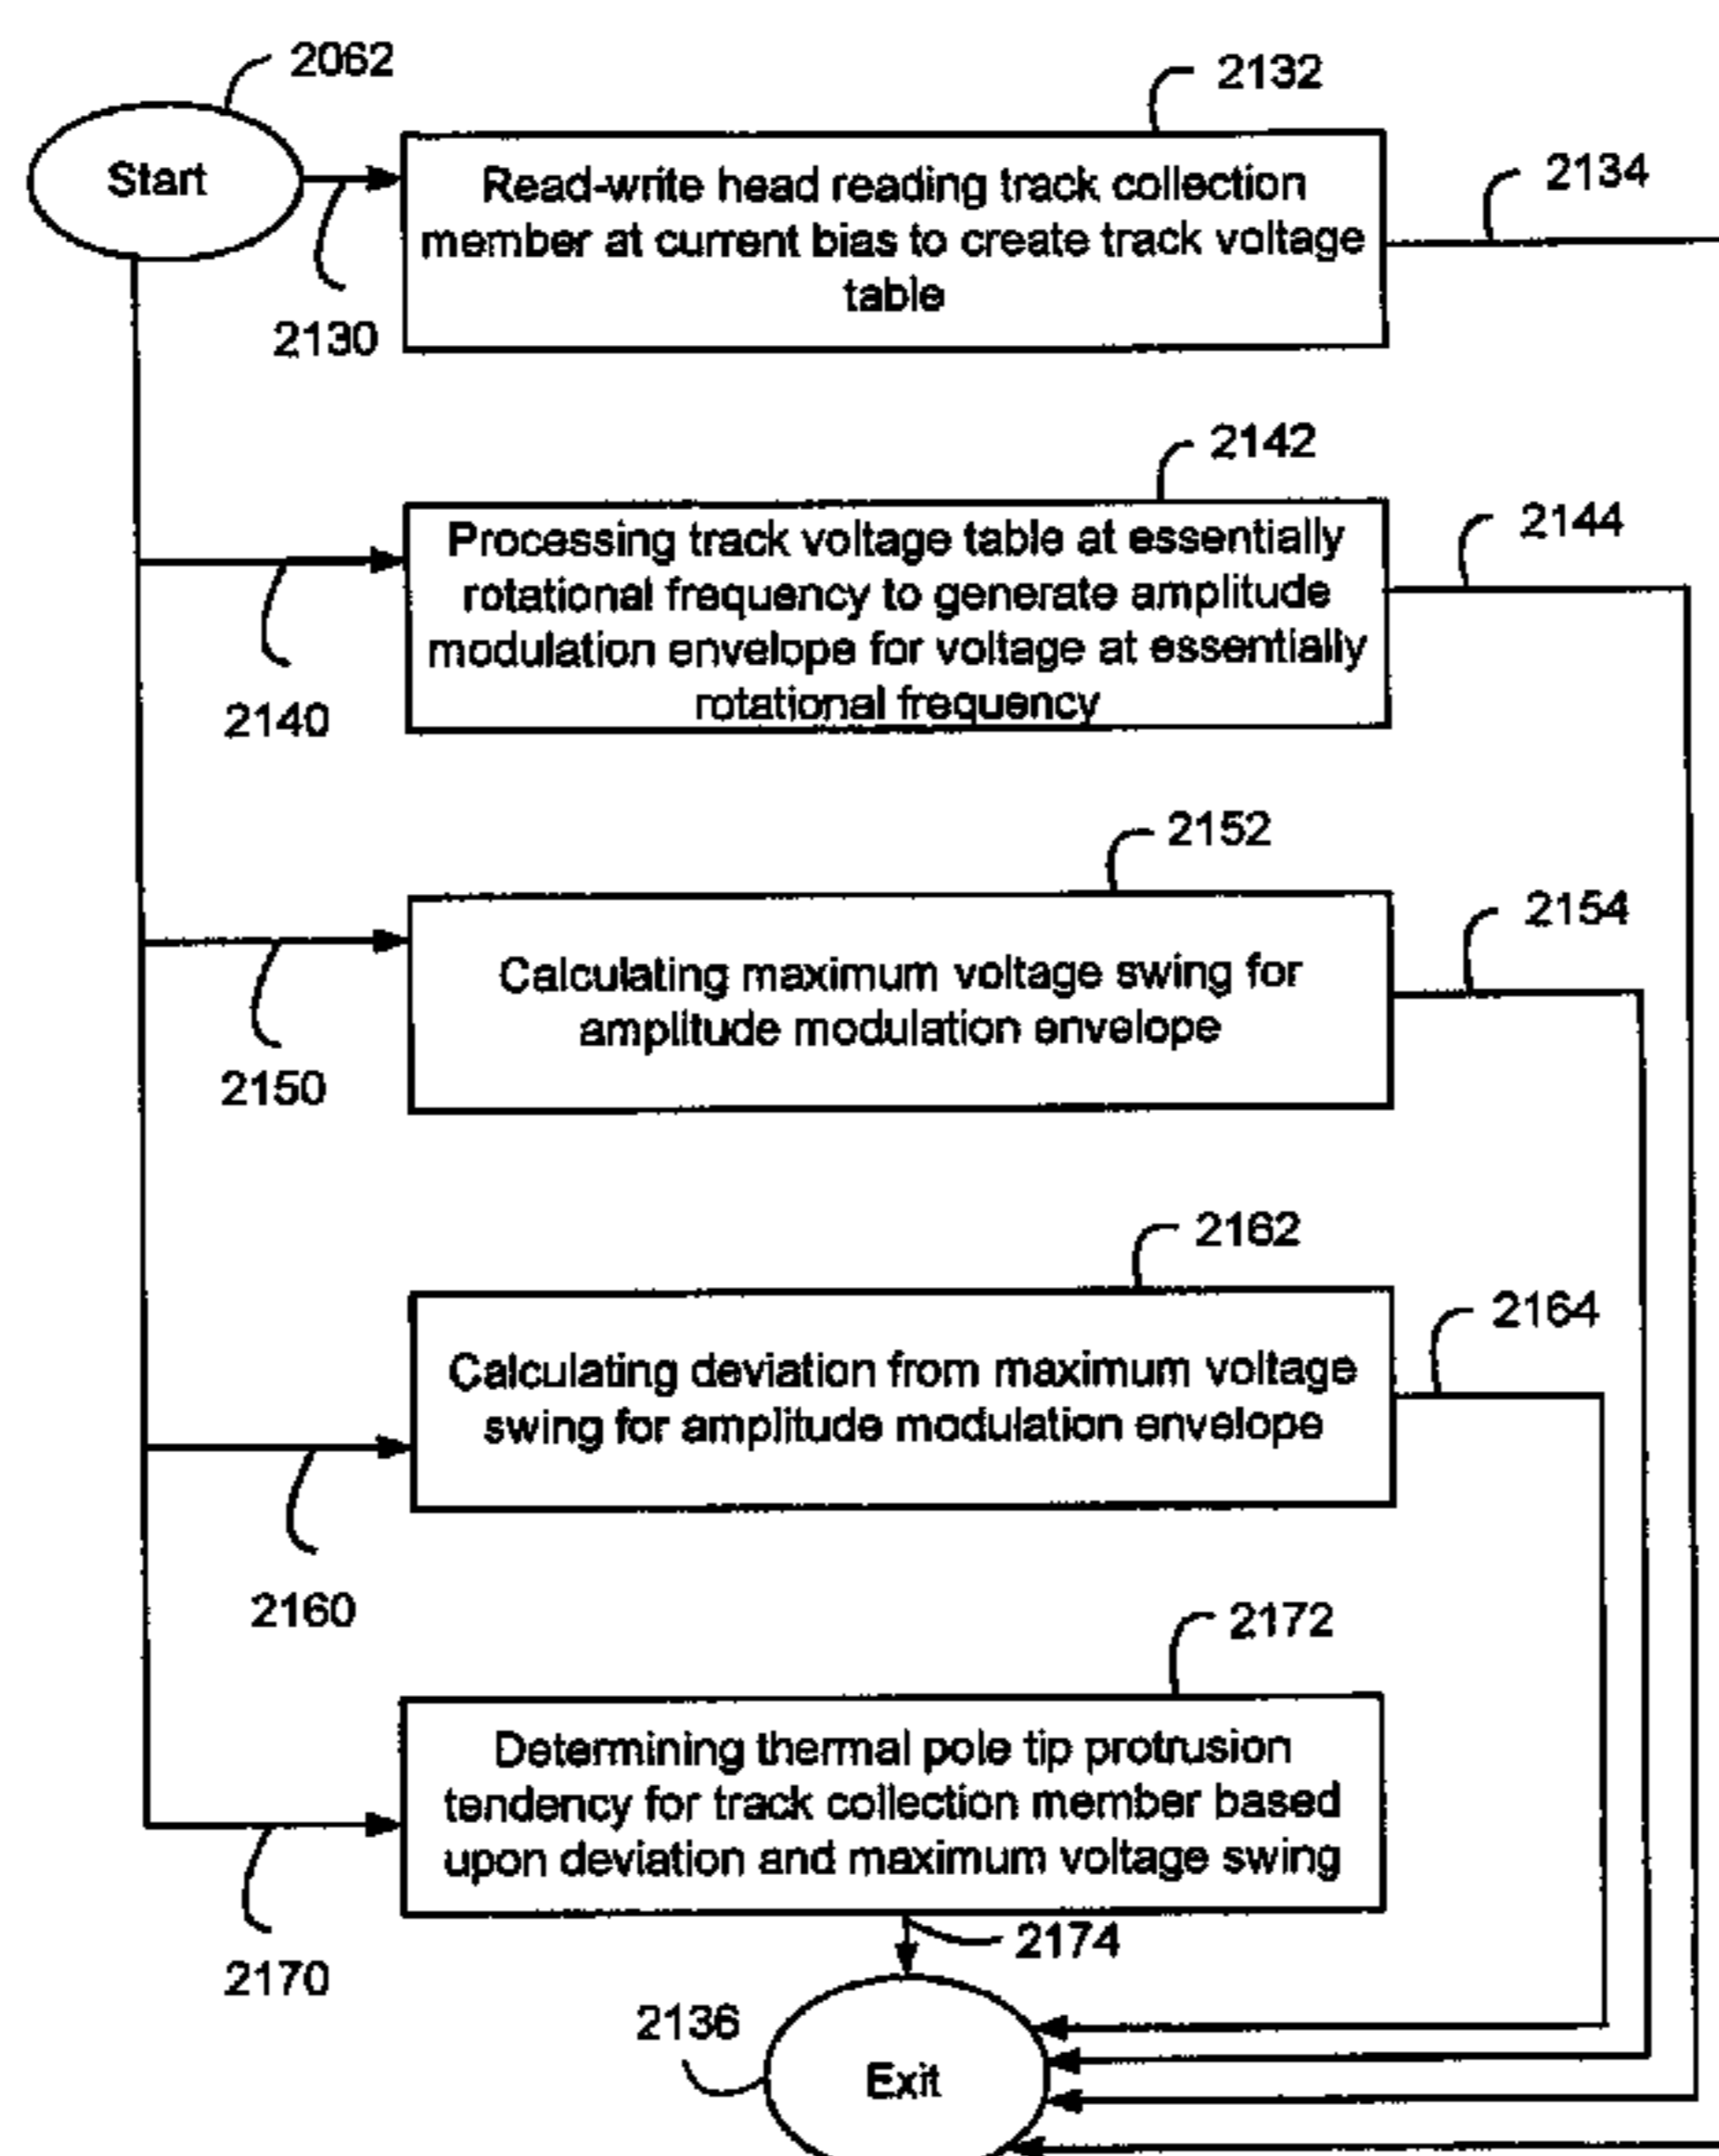 2062
Start
2130
2132
Read-write head reading track collection
member at current bias to create track voltage
table
2134
2142
Processing track voltage table at essentially
rotational frequency to generate amplitude
modulation envelope for voltage at essentially
rotational frequency
2144
2140
2152
Calculating maximum voltage swing for
amplitude modulation envelope
2154
2150
2162
Calculating deviation from maximum voltage
swing for amplitude modulation envelope
2164
2160
2172
Determining thermal pole tip protrusion
tendency for track collection member based
upon deviation and maximum voltage swing
2170
2174
2136
Exit